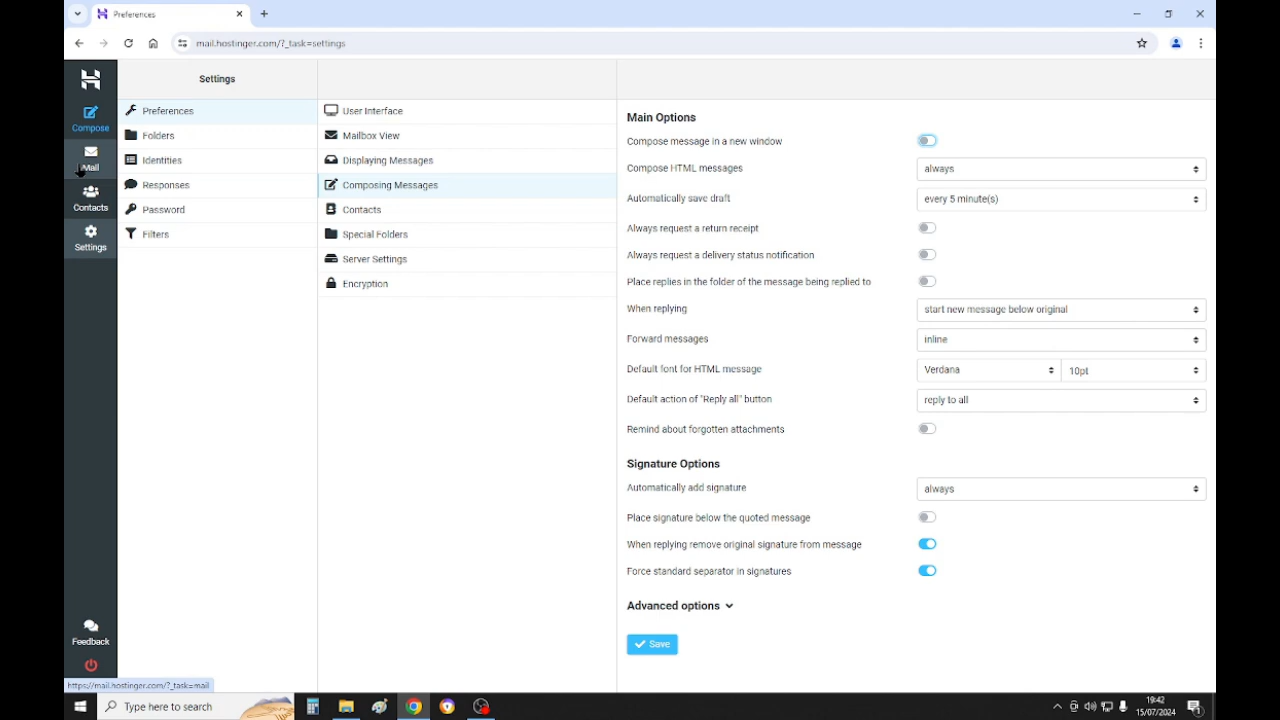 Preferences
mail.hostinger.com/?_task=settings
Compose
Mail
Contacts
Settings
Feedback
Settings
Preferences
Folders
Identities
Responses
Password
Filters
User Interface
Mailbox View
Displaying Messages
Composing Messages
Contacts
Special Folders
Server Settings
Encryption
Main Options
Compose message in a new window
Compose HTML messages always
Automatically save draft every 5 minute(s)
Always request a return receipt
Always request a delivery status notification
Place replies in the folder of the message being replied to
When replying start new message below original
Forward messages inline
Default font for HTML message Verdana 10pt
Default action of "Reply all" button reply to all
Remind about forgotten attachments
Signature Options
Automatically add signature always
Place signature below the quoted message
When replying remove original signature from message
Force standard separator in signatures
Advanced options
Save
https://mail.hostinger.com/?_task=mail
Type here to search
19:42
15/07/2024